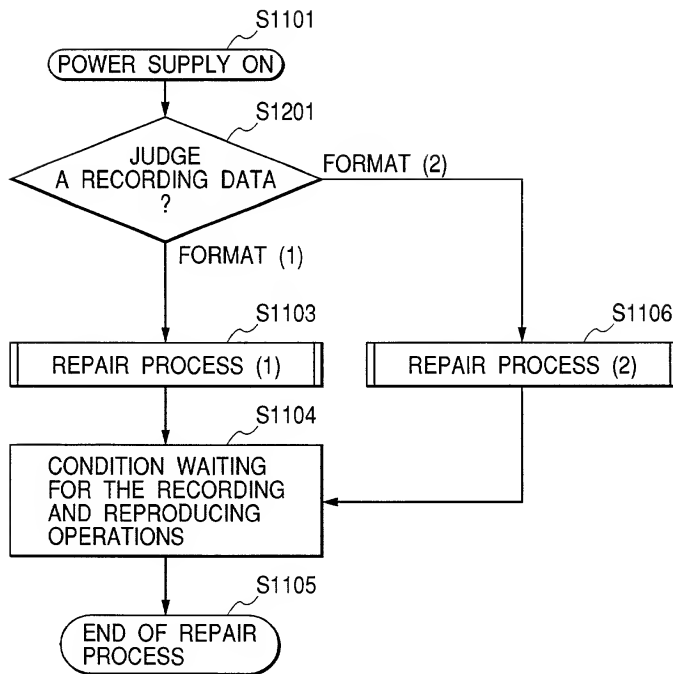 S1101
POWER SUPPLY ON
S1201
JUDGE
A RECORDING DATA
?
FORMAT (2)
FORMAT (1)
S1103
REPAIR PROCESS (1)
S1106
REPAIR PROCESS (2)
S1104
CONDITION WAITING
FOR THE RECORDING
AND REPRODUCING
OPERATIONS
S1105
END OF REPAIR
PROCESS